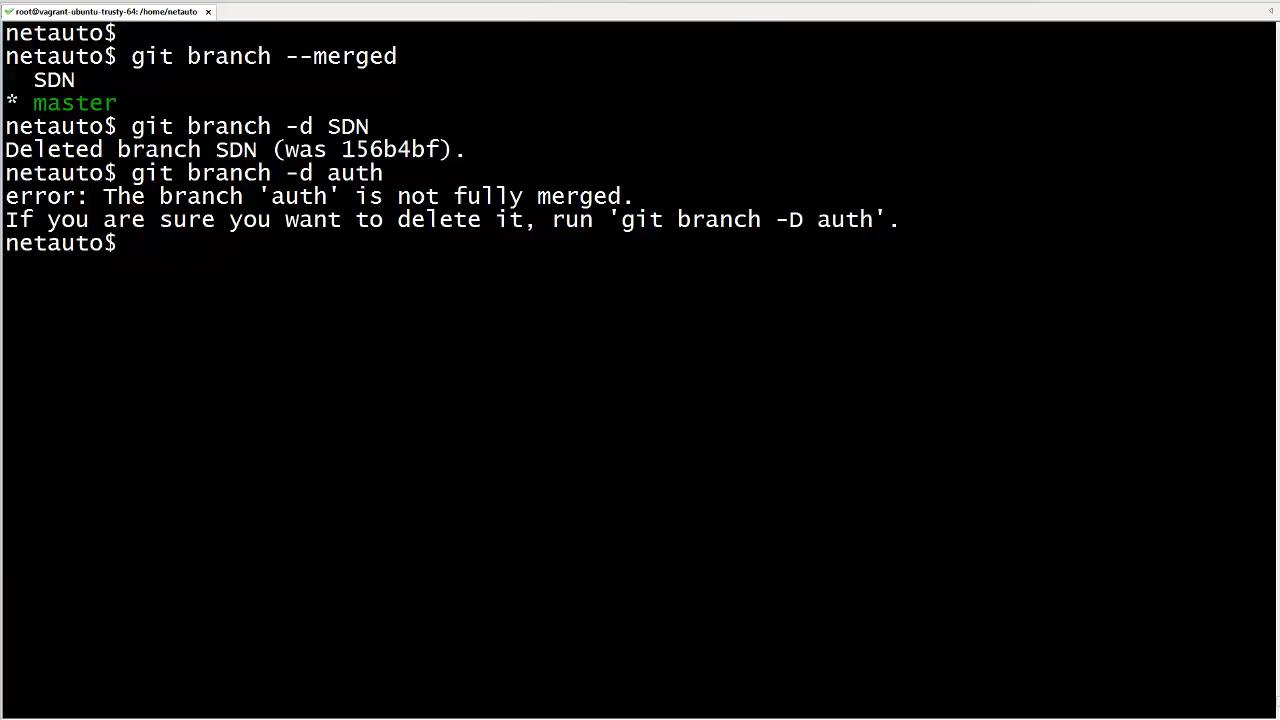 root@vagrant-ubuntu-trusty-64: /home/netauto ×
netauto$
netauto$ git branch --merged
  SDN
* master
netauto$ git branch -d SDN
Deleted branch SDN (was 156b4bf).
netauto$ git branch -d auth
error: The branch 'auth' is not fully merged.
If you are sure you want to delete it, run 'git branch -D auth'.
netauto$